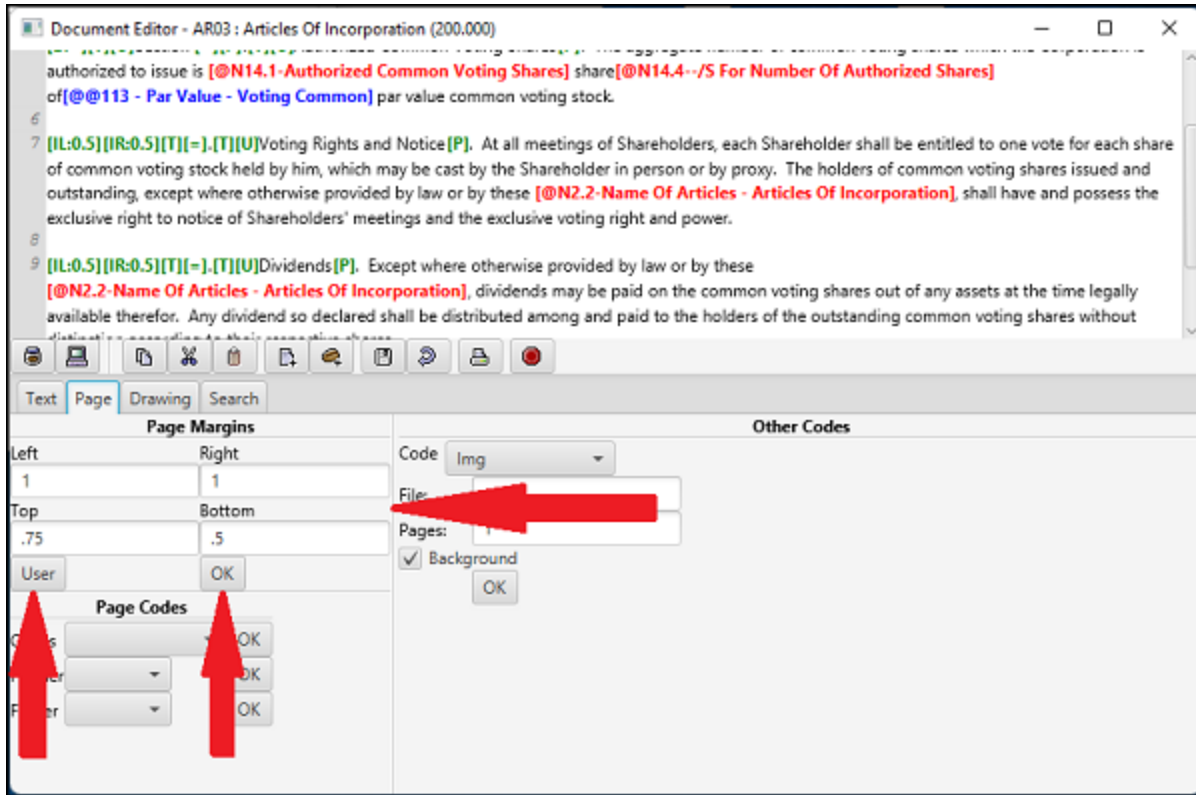 Document Editor - AR03 : Articles Of Incorporation (200.000)
authorized to issue is [@N14.1-Authorized Common Voting Shares] share[@N14.4--/S For Number Of Authorized Shares]
of[@@113 - Par Value - Voting Common] par value common voting stock.
6
7 [IL:0.5][IR:0.5][T][=].[T][U]Voting Rights and Notice[P].  At all meetings of Shareholders, each Shareholder shall be entitled to one vote for each share
of common voting stock held by him, which may be cast by the Shareholder in person or by proxy.  The holders of common voting shares issued and
outstanding, except where otherwise provided by law or by these [@N2.2-Name Of Articles - Articles Of Incorporation], shall have and possess the
exclusive right to notice of Shareholders' meetings and the exclusive voting right and power.
8
9 [IL:0.5][IR:0.5][T][=].[T][U]Dividends[P].  Except where otherwise provided by law or by these
[@N2.2-Name Of Articles - Articles Of Incorporation], dividends may be paid on the common voting shares out of any assets at the time legally
available therefor.  Any dividend so declared shall be distributed among and paid to the holders of the outstanding common voting shares without
Text Page Drawing Search
Page Margins
Left Right
1 1
Top Bottom
.75 .5
User OK
Page Codes
OK
OK
OK
Other Codes
Code Img
File:
Pages:
Background
OK